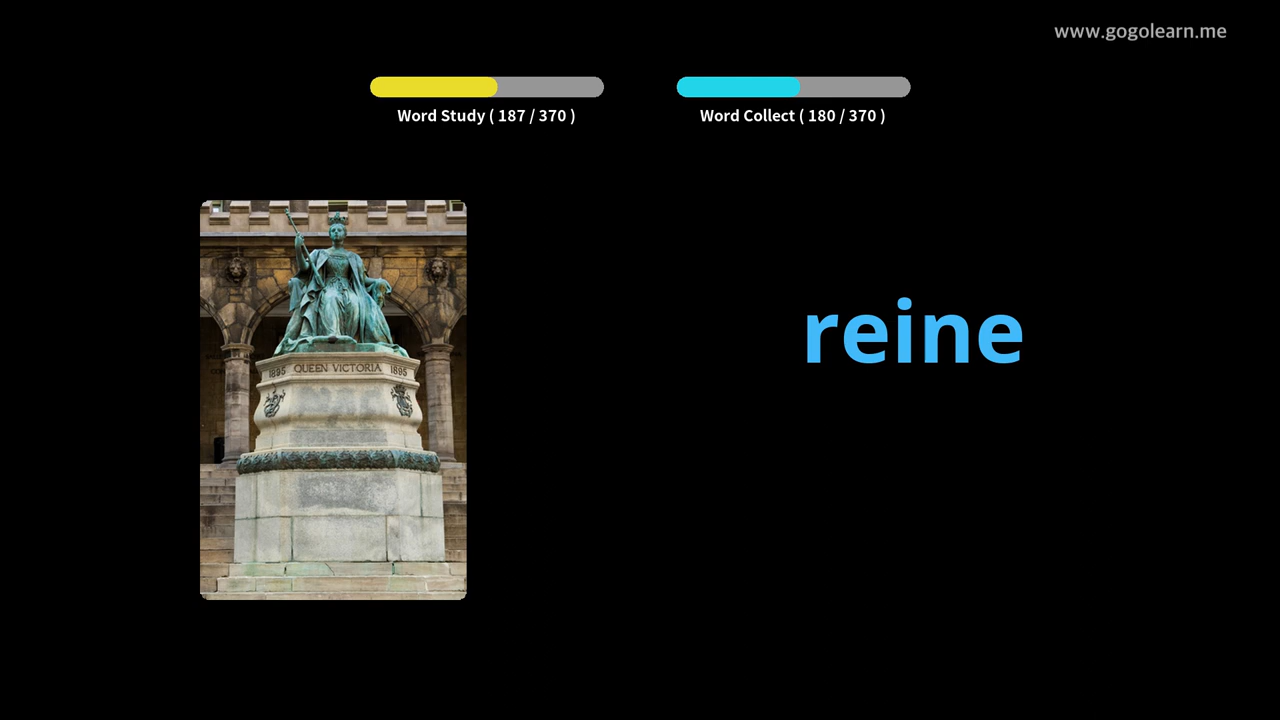 www.gogolearn.me
Word Study ( 187 / 370 )
Word Collect ( 180 / 370 )
1895 QUEEN VICTORIA 1895
reine